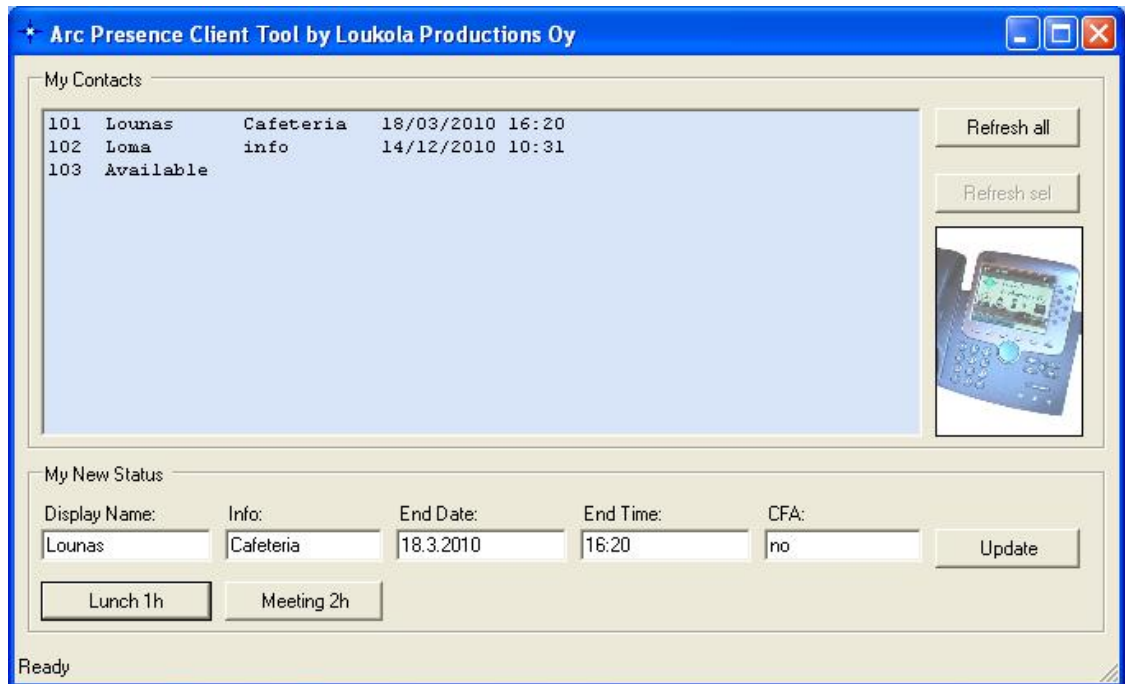 Arc Presence Client Tool by Loukola Productions Oy
My Contacts
101 Lounas Cafeteria 18/03/2010 16:20
102 Loma info 14/12/2010 10:31
103 Available
Refresh all
Refresh sel
My New Status
Display Name: Info: End Date: End Time: CFA:
Lounas Cafeteria 18.3.2010 16:20 no Update
Lunch 1h Meeting 2h
Ready